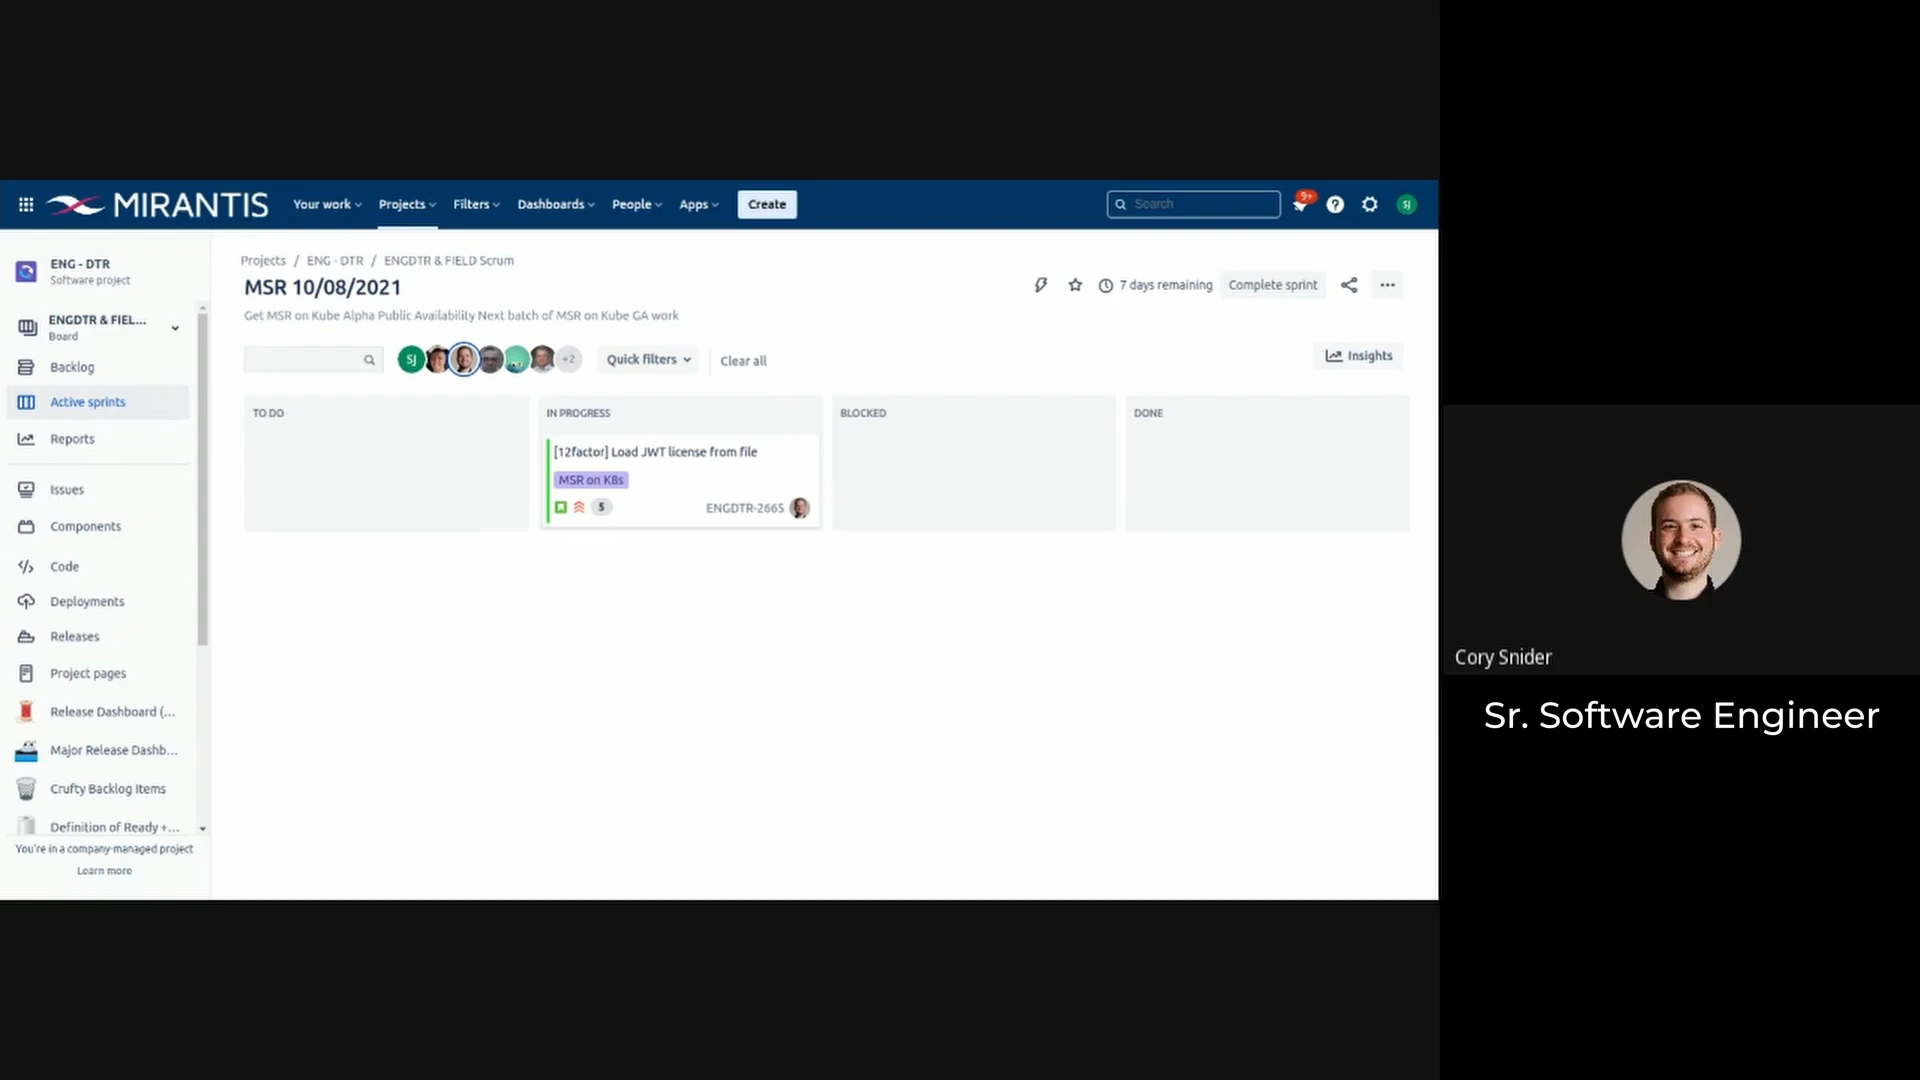 MIRANTIS
Your work
Projects
Filters
Dashboards
People
Apps
Create
Search
9+
SJ
ENG - DTR
Software project
ENGDTR & FIEL...
Board
Backlog
Active sprints
Reports
Issues
Components
Code
Deployments
Releases
Project pages
Release Dashboard (...
Major Release Dashb...
Crufty Backlog Items
Definition of Ready +...
You're in a company-managed project
Learn more
Projects / ENG - DTR / ENGDTR & FIELD Scrum
MSR 10/08/2021
7 days remaining
Complete sprint
Get MSR on Kube Alpha Public Availability Next batch of MSR on Kube GA work
SJ
+2
Quick filters
Clear all
Insights
TO DO
IN PROGRESS
BLOCKED
DONE
[12factor] Load JWT license from file
MSR on K8s
5
ENGDTR-2665
Cory Snider
Sr. Software Engineer